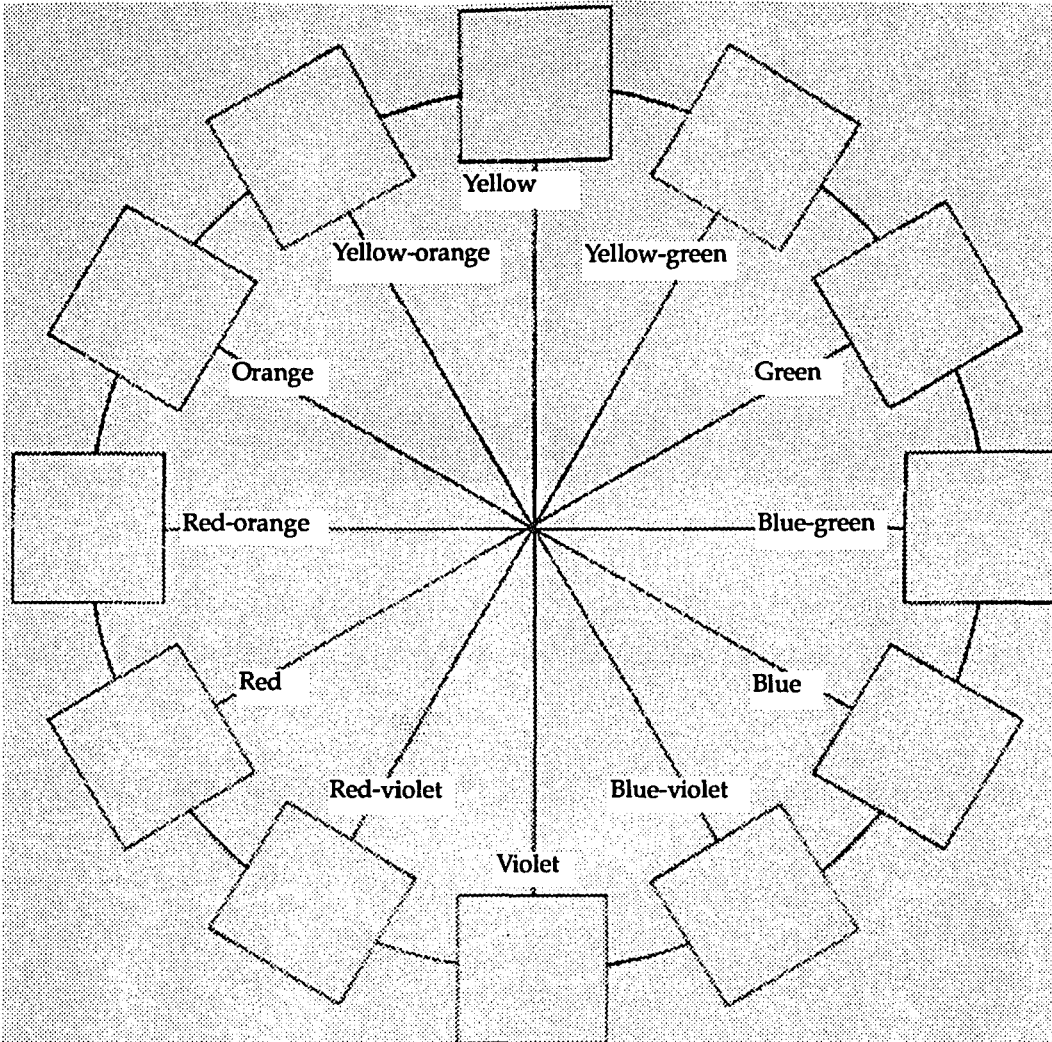 Yellow
Yellow-orange
Yellow-green
Orange
Green
Red-orange
Blue-green
Red
Blue
Red-violet
Blue-violet
Violet